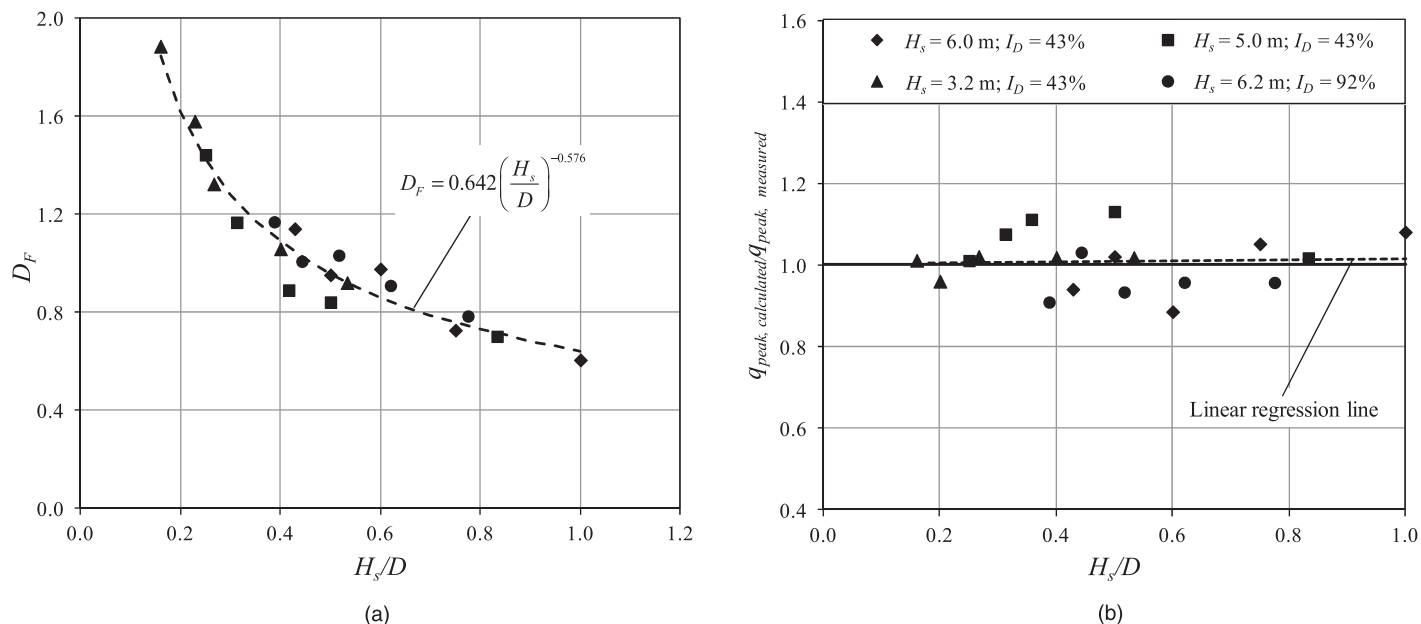 2.0
1.6
1.2
0.8
0.4
0.0
D_F
D_F = 0.642 (H_s/D)^−0.576
0.0 0.2 0.4 0.6 0.8 1.0 1.2
H_s/D
(a)
1.6
1.4
1.2
1.0
0.8
0.6
0.4
q_peak, calculated/q_peak, measured
H_s = 6.0 m; I_D = 43% H_s = 5.0 m; I_D = 43%
H_s = 3.2 m; I_D = 43% H_s = 6.2 m; I_D = 92%
Linear regression line
0.0 0.2 0.4 0.6 0.8 1.0
H_s/D
(b)